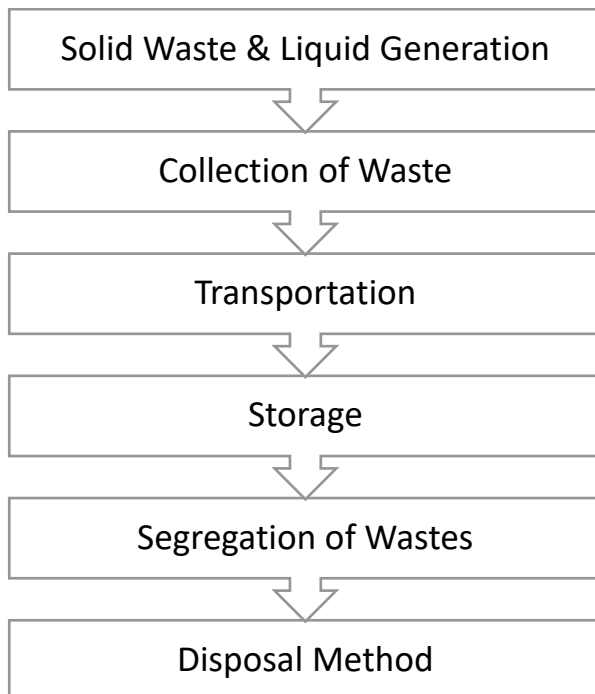 Solid Waste & Liquid Generation
Collection of Waste
Transportation
Storage
Segregation of Wastes
Disposal Method